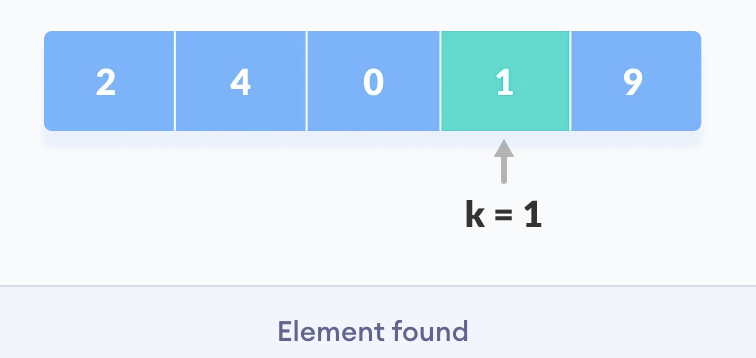 2 4 0 1 9
k = 1
Element found